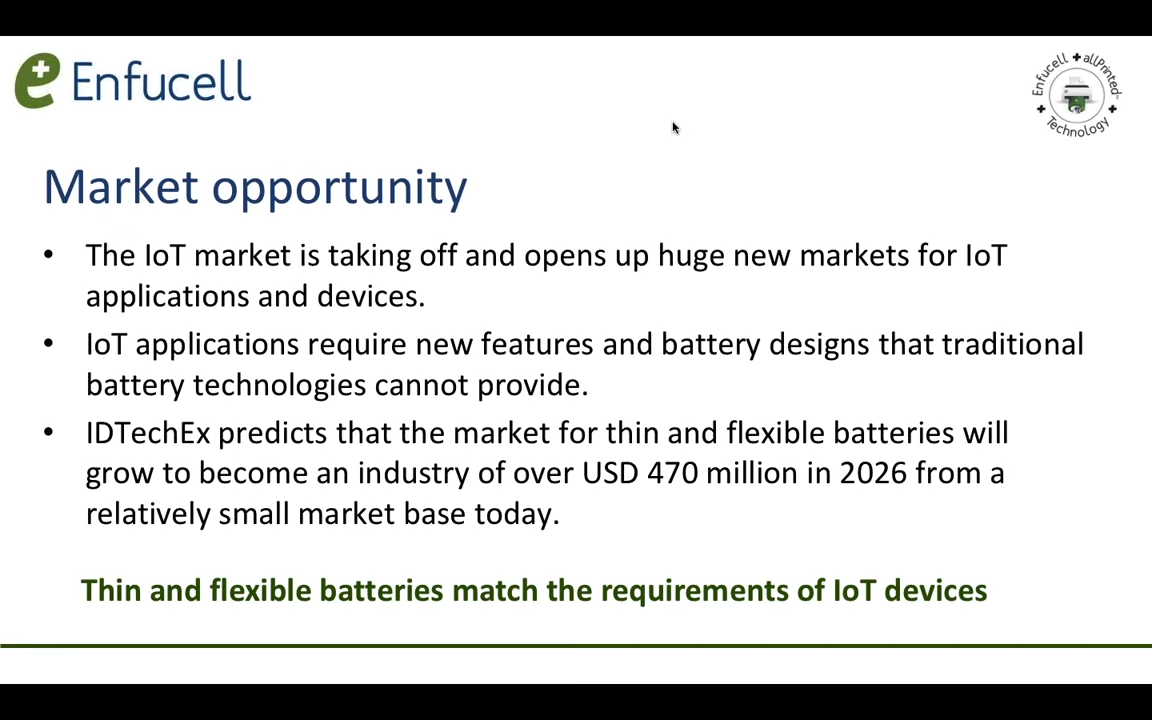 Enfucell
Enfucell + allPrinted™
+ Technology +
Market opportunity
• The IoT market is taking off and opens up huge new markets for IoT
applications and devices.
• IoT applications require new features and battery designs that traditional
battery technologies cannot provide.
• IDTechEx predicts that the market for thin and flexible batteries will
grow to become an industry of over USD 470 million in 2026 from a
relatively small market base today.
Thin and flexible batteries match the requirements of IoT devices